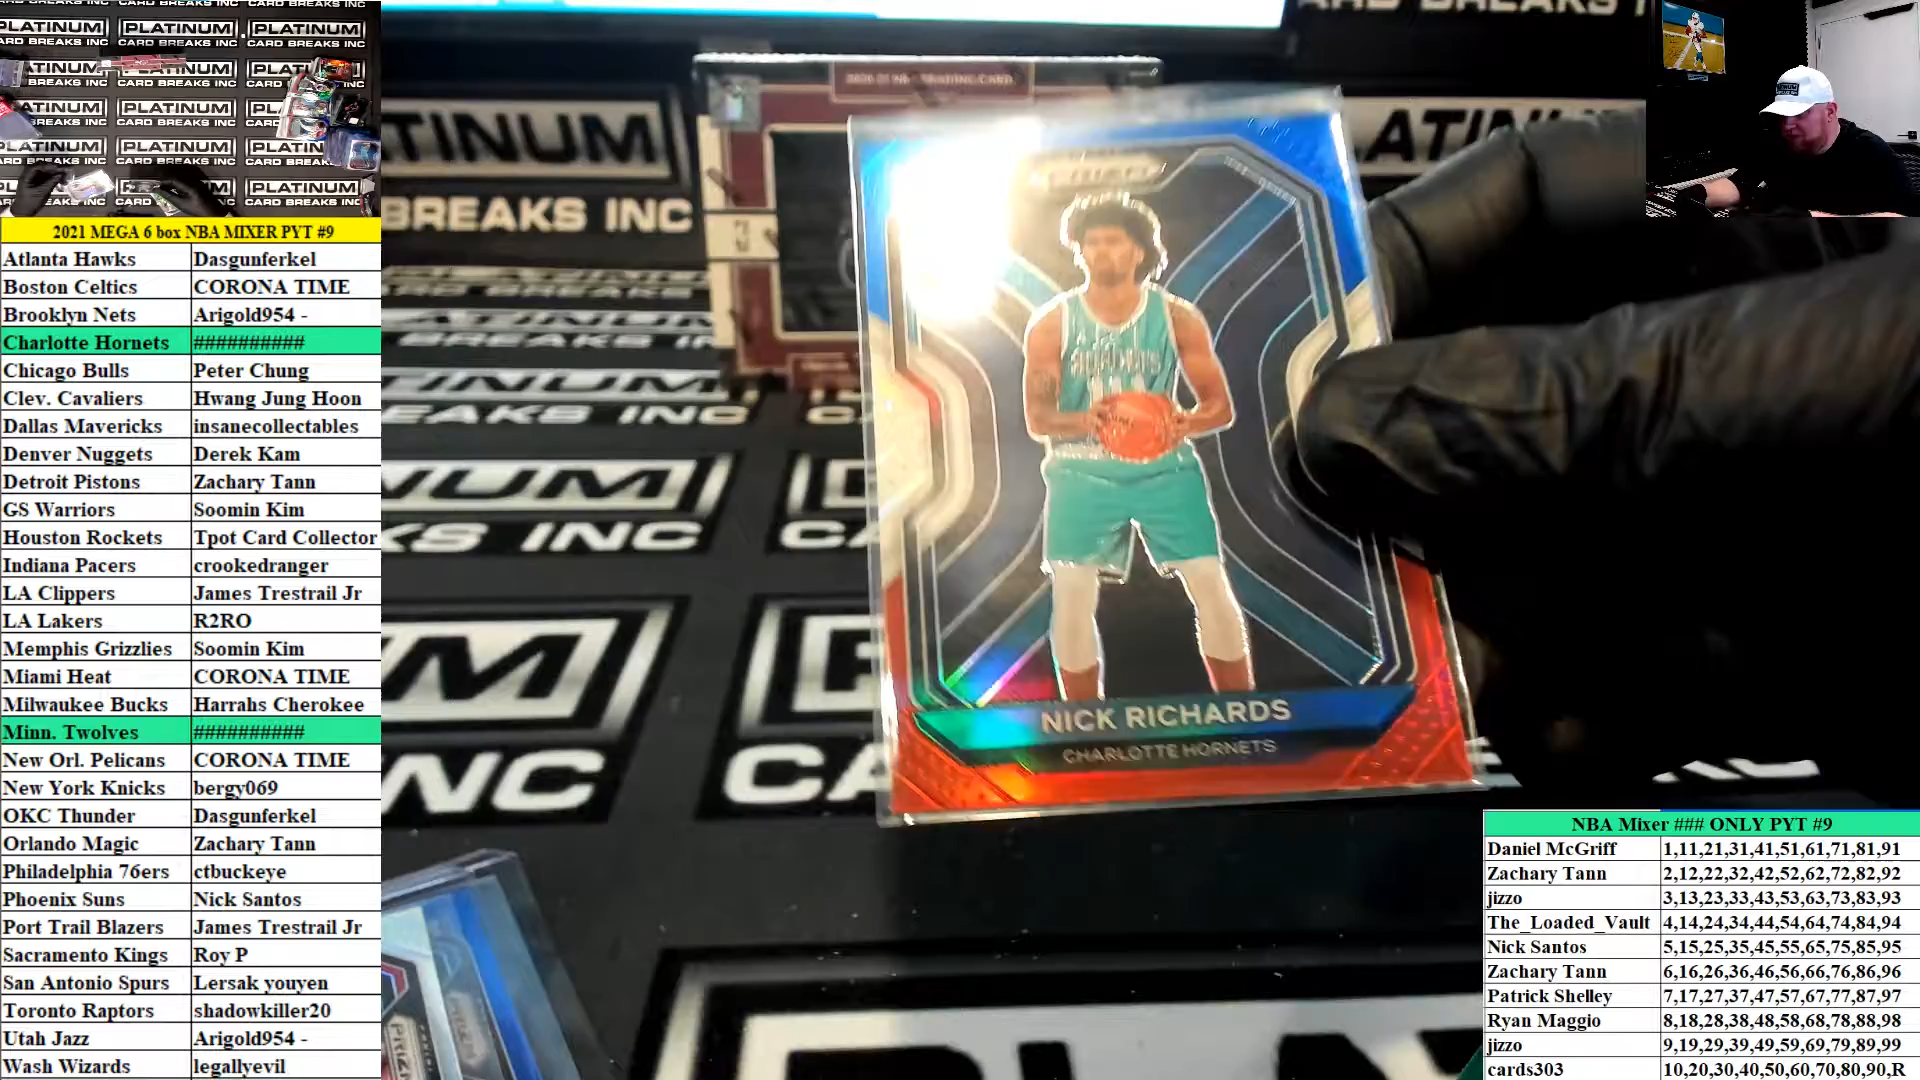 PLATINUM
CARD BREAKS INC
2021 MEGA 6 box NBA MIXER PYT #9
Atlanta Hawks Dasgunferkel
Boston Celtics CORONA TIME
Brooklyn Nets Arigold954 -
Charlotte Hornets ##########
Chicago Bulls Peter Chung
Clev. Cavaliers Hwang Jung Hoon
Dallas Mavericks insanecollectables
Denver Nuggets Derek Kam
Detroit Pistons Zachary Tann
GS Warriors Soomin Kim
Houston Rockets Tpot Card Collector
Indiana Pacers crookedranger
LA Clippers James Trestrail Jr
LA Lakers R2RO
Memphis Grizzlies Soomin Kim
Miami Heat CORONA TIME
Milwaukee Bucks Harrahs Cherokee
Minn. Twolves ##########
New Orl. Pelicans CORONA TIME
New York Knicks bergy069
OKC Thunder Dasgunferkel
Orlando Magic Zachary Tann
Philadelphia 76ers ctbuckeye
Phoenix Suns Nick Santos
Port Trail Blazers James Trestrail Jr
Sacramento Kings Roy P
San Antonio Spurs Lersak youyen
Toronto Raptors shadowkiller20
Utah Jazz Arigold954 -
Wash Wizards legallyevil
NICK RICHARDS
CHARLOTTE HORNETS
NBA Mixer ### ONLY PYT #9
Daniel McGriff 1,11,21,31,41,51,61,71,81,91
Zachary Tann 2,12,22,32,42,52,62,72,82,92
jizzo 3,13,23,33,43,53,63,73,83,93
The_Loaded_Vault 4,14,24,34,44,54,64,74,84,94
Nick Santos 5,15,25,35,45,55,65,75,85,95
Zachary Tann 6,16,26,36,46,56,66,76,86,96
Patrick Shelley 7,17,27,37,47,57,67,77,87,97
Ryan Maggio 8,18,28,38,48,58,68,78,88,98
jizzo 9,19,29,39,49,59,69,79,89,99
cards303 10,20,30,40,50,60,70,80,90,R